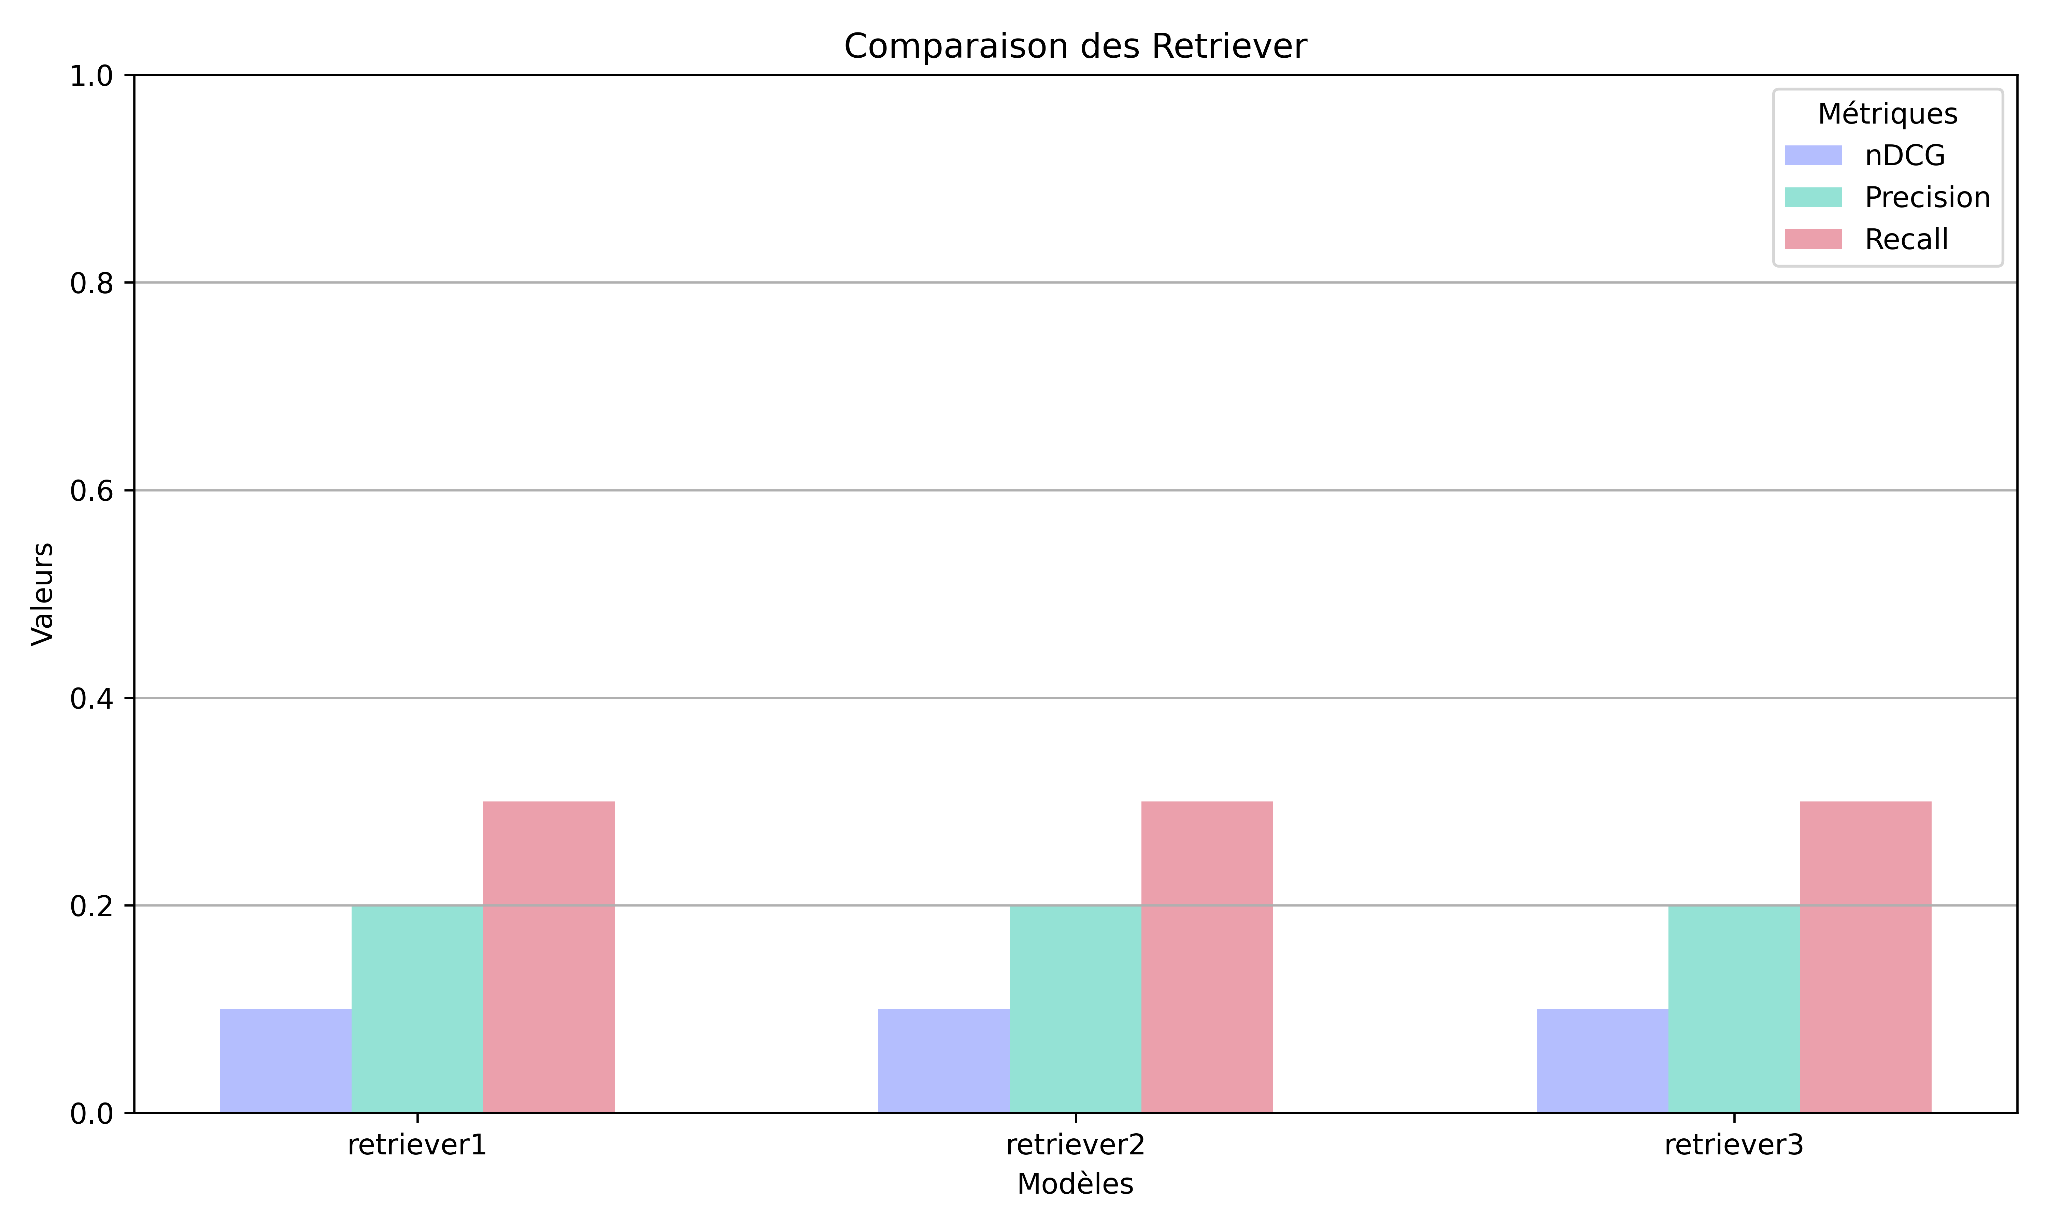 Comparaison des Retriever
1.0
0.8
0.6
0.4
0.2
0.0
Valeurs
Métriques
nDCG
Precision
Recall
retriever1 retriever2 retriever3
Modèles